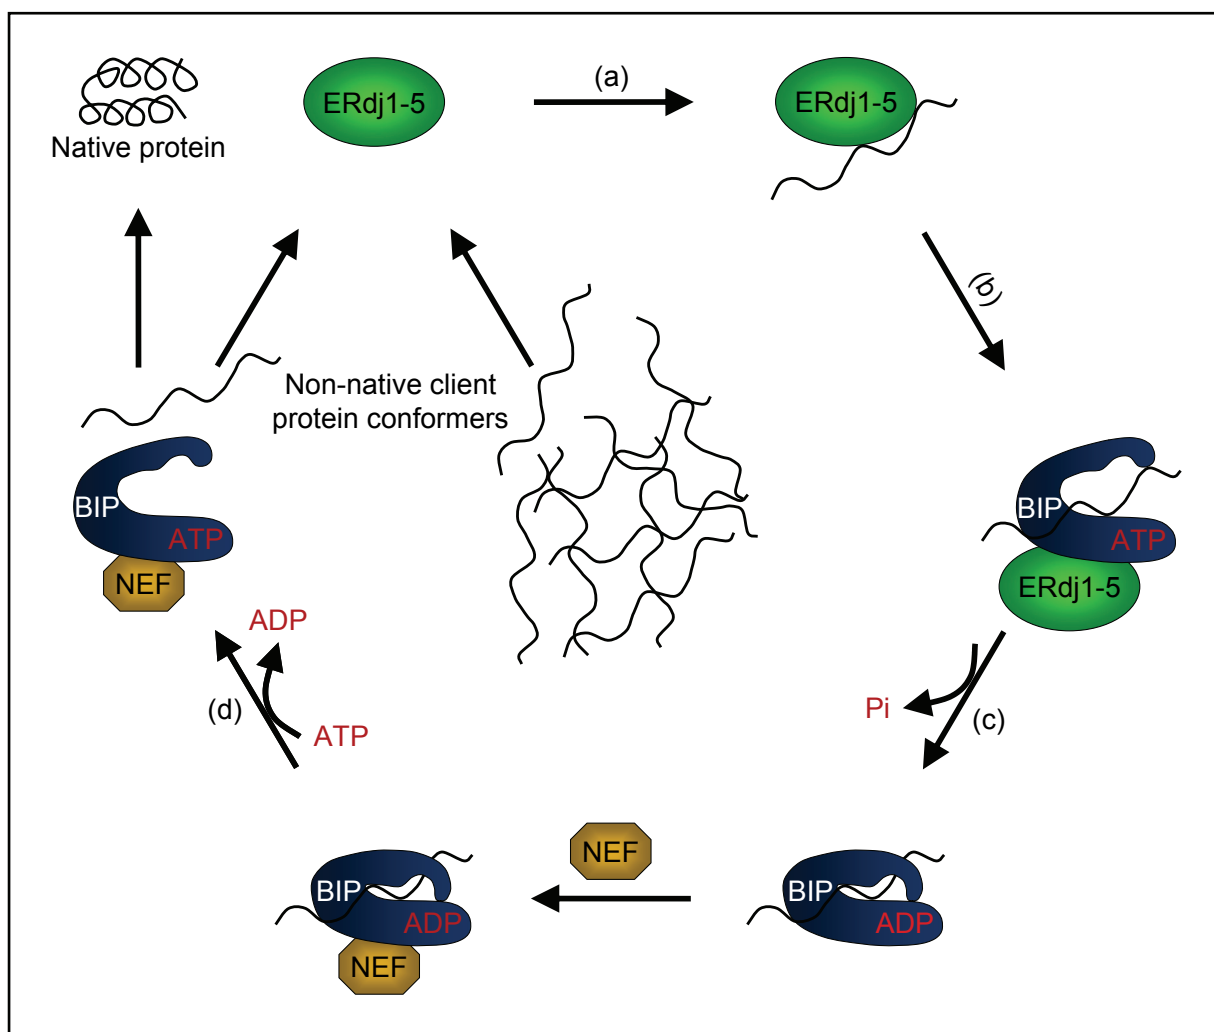 (a)
ERdj1-5
ERdj1-5
Native protein
(b)
Non-native client
protein conformers
BIP
ATP
NEF
BIP
ATP
ERdj1-5
ADP
(d)
ATP
Pi
(c)
NEF
BIP
ADP
NEF
BIP
ADP